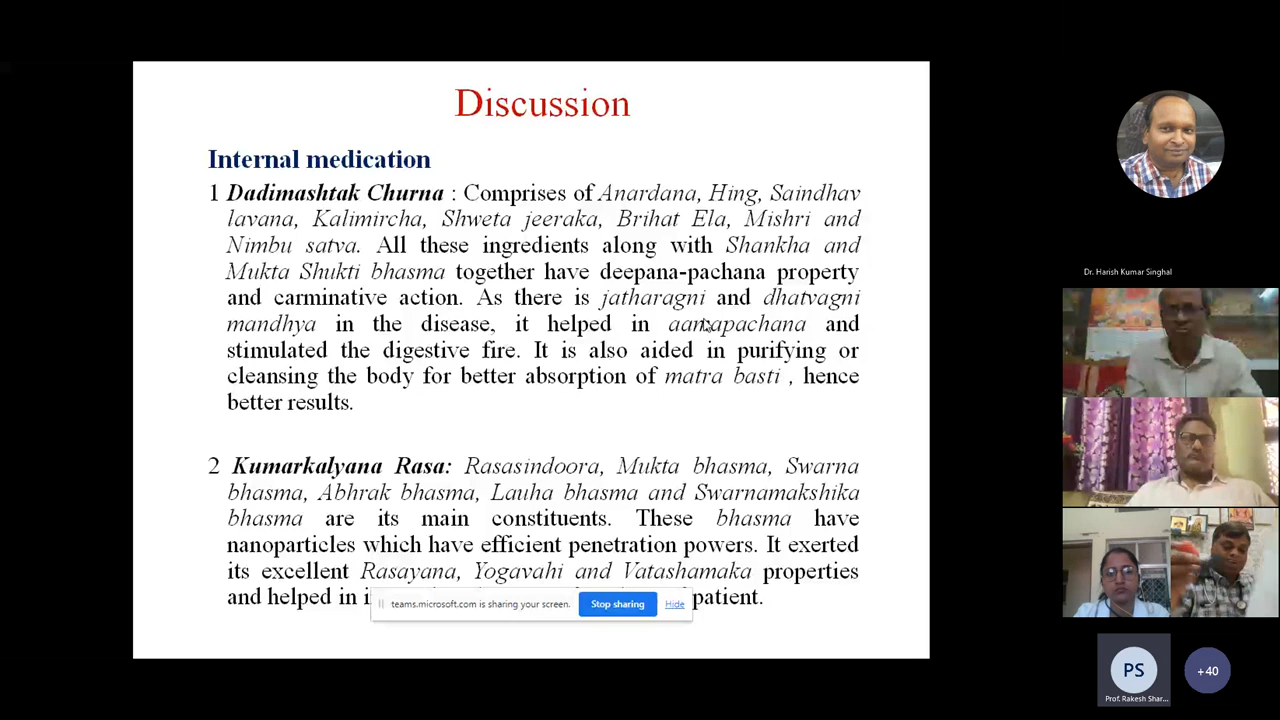 Discussion
Internal medication
1 Dadimashtak Churna : Comprises of Anardana, Hing, Saindhav
lavana, Kalimircha, Shweta jeeraka, Brihat Ela, Mishri and
Nimbu satva. All these ingredients along with Shankha and
Mukta Shukti bhasma together have deepana-pachana property
and carminative action. As there is jatharagni and dhatvagni
mandhya in the disease, it helped in aamapachana and
stimulated the digestive fire. It is also aided in purifying or
cleansing the body for better absorption of matra basti , hence
better results.
2 Kumarkalyana Rasa: Rasasindoora, Mukta bhasma, Swarna
bhasma, Abhrak bhasma, Lauha bhasma and Swarnamakshika
bhasma are its main constituents. These bhasma have
nanoparticles which have efficient penetration powers. It exerted
its excellent Rasayana, Yogavahi and Vatashamaka properties
and helped in patient.
teams.microsoft.com is sharing your screen. Stop sharing Hide
Dr. Harish Kumar Singhal
PS
Prof. Rakesh Shar...
+40